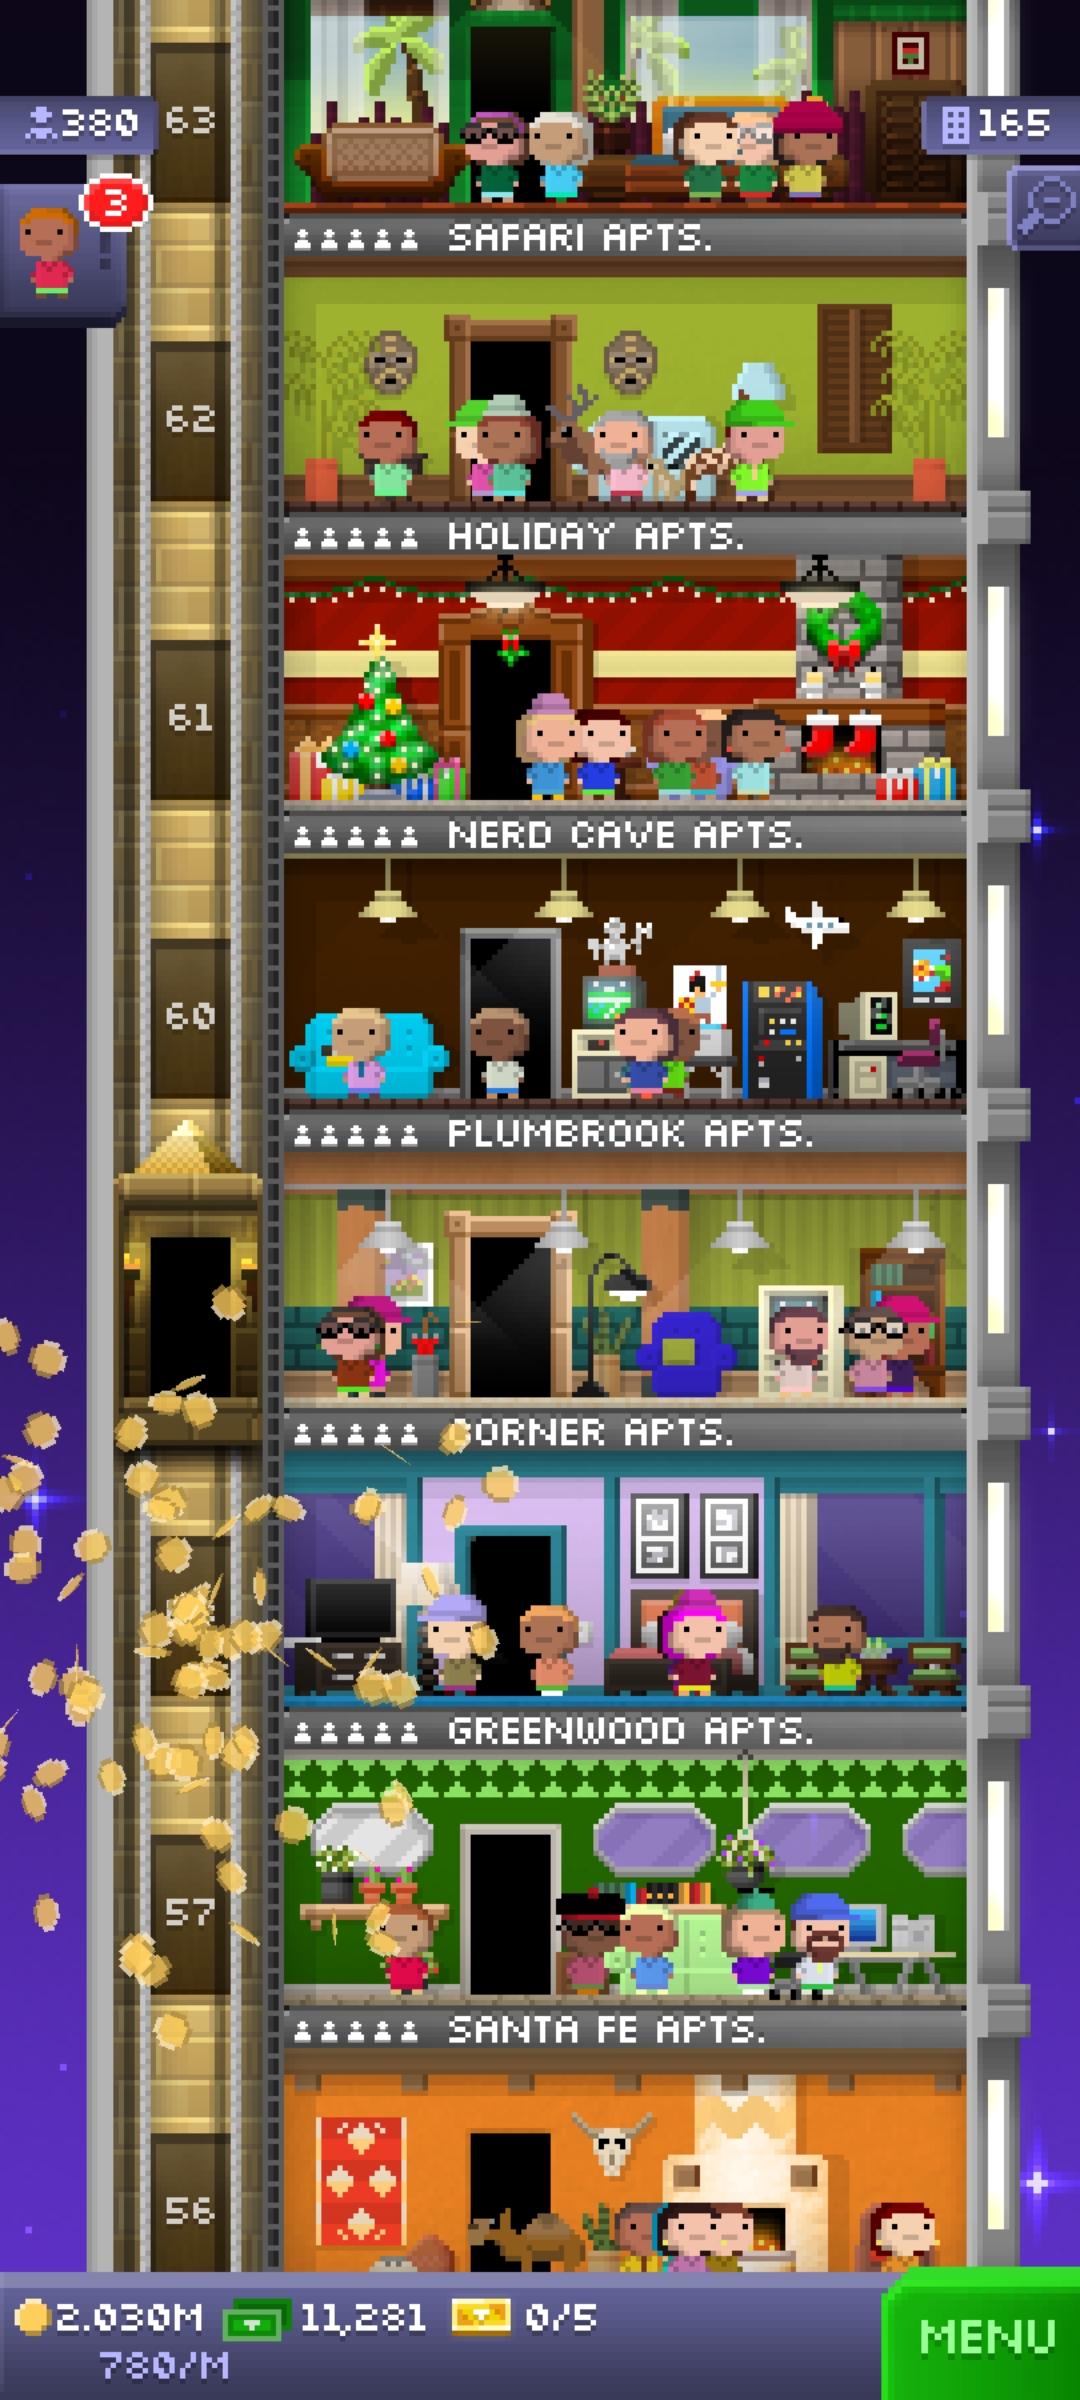 63
380
165
3
SAFARI APTS.
62
HOLIDAY APTS.
61
NERD CAVE APTS.
60
PLUMBROOK APTS.
CORNER APTS.
GREENWOOD APTS.
57
SANTA FE APTS.
56
2.030M 11,281 0/5
780/M
MENU